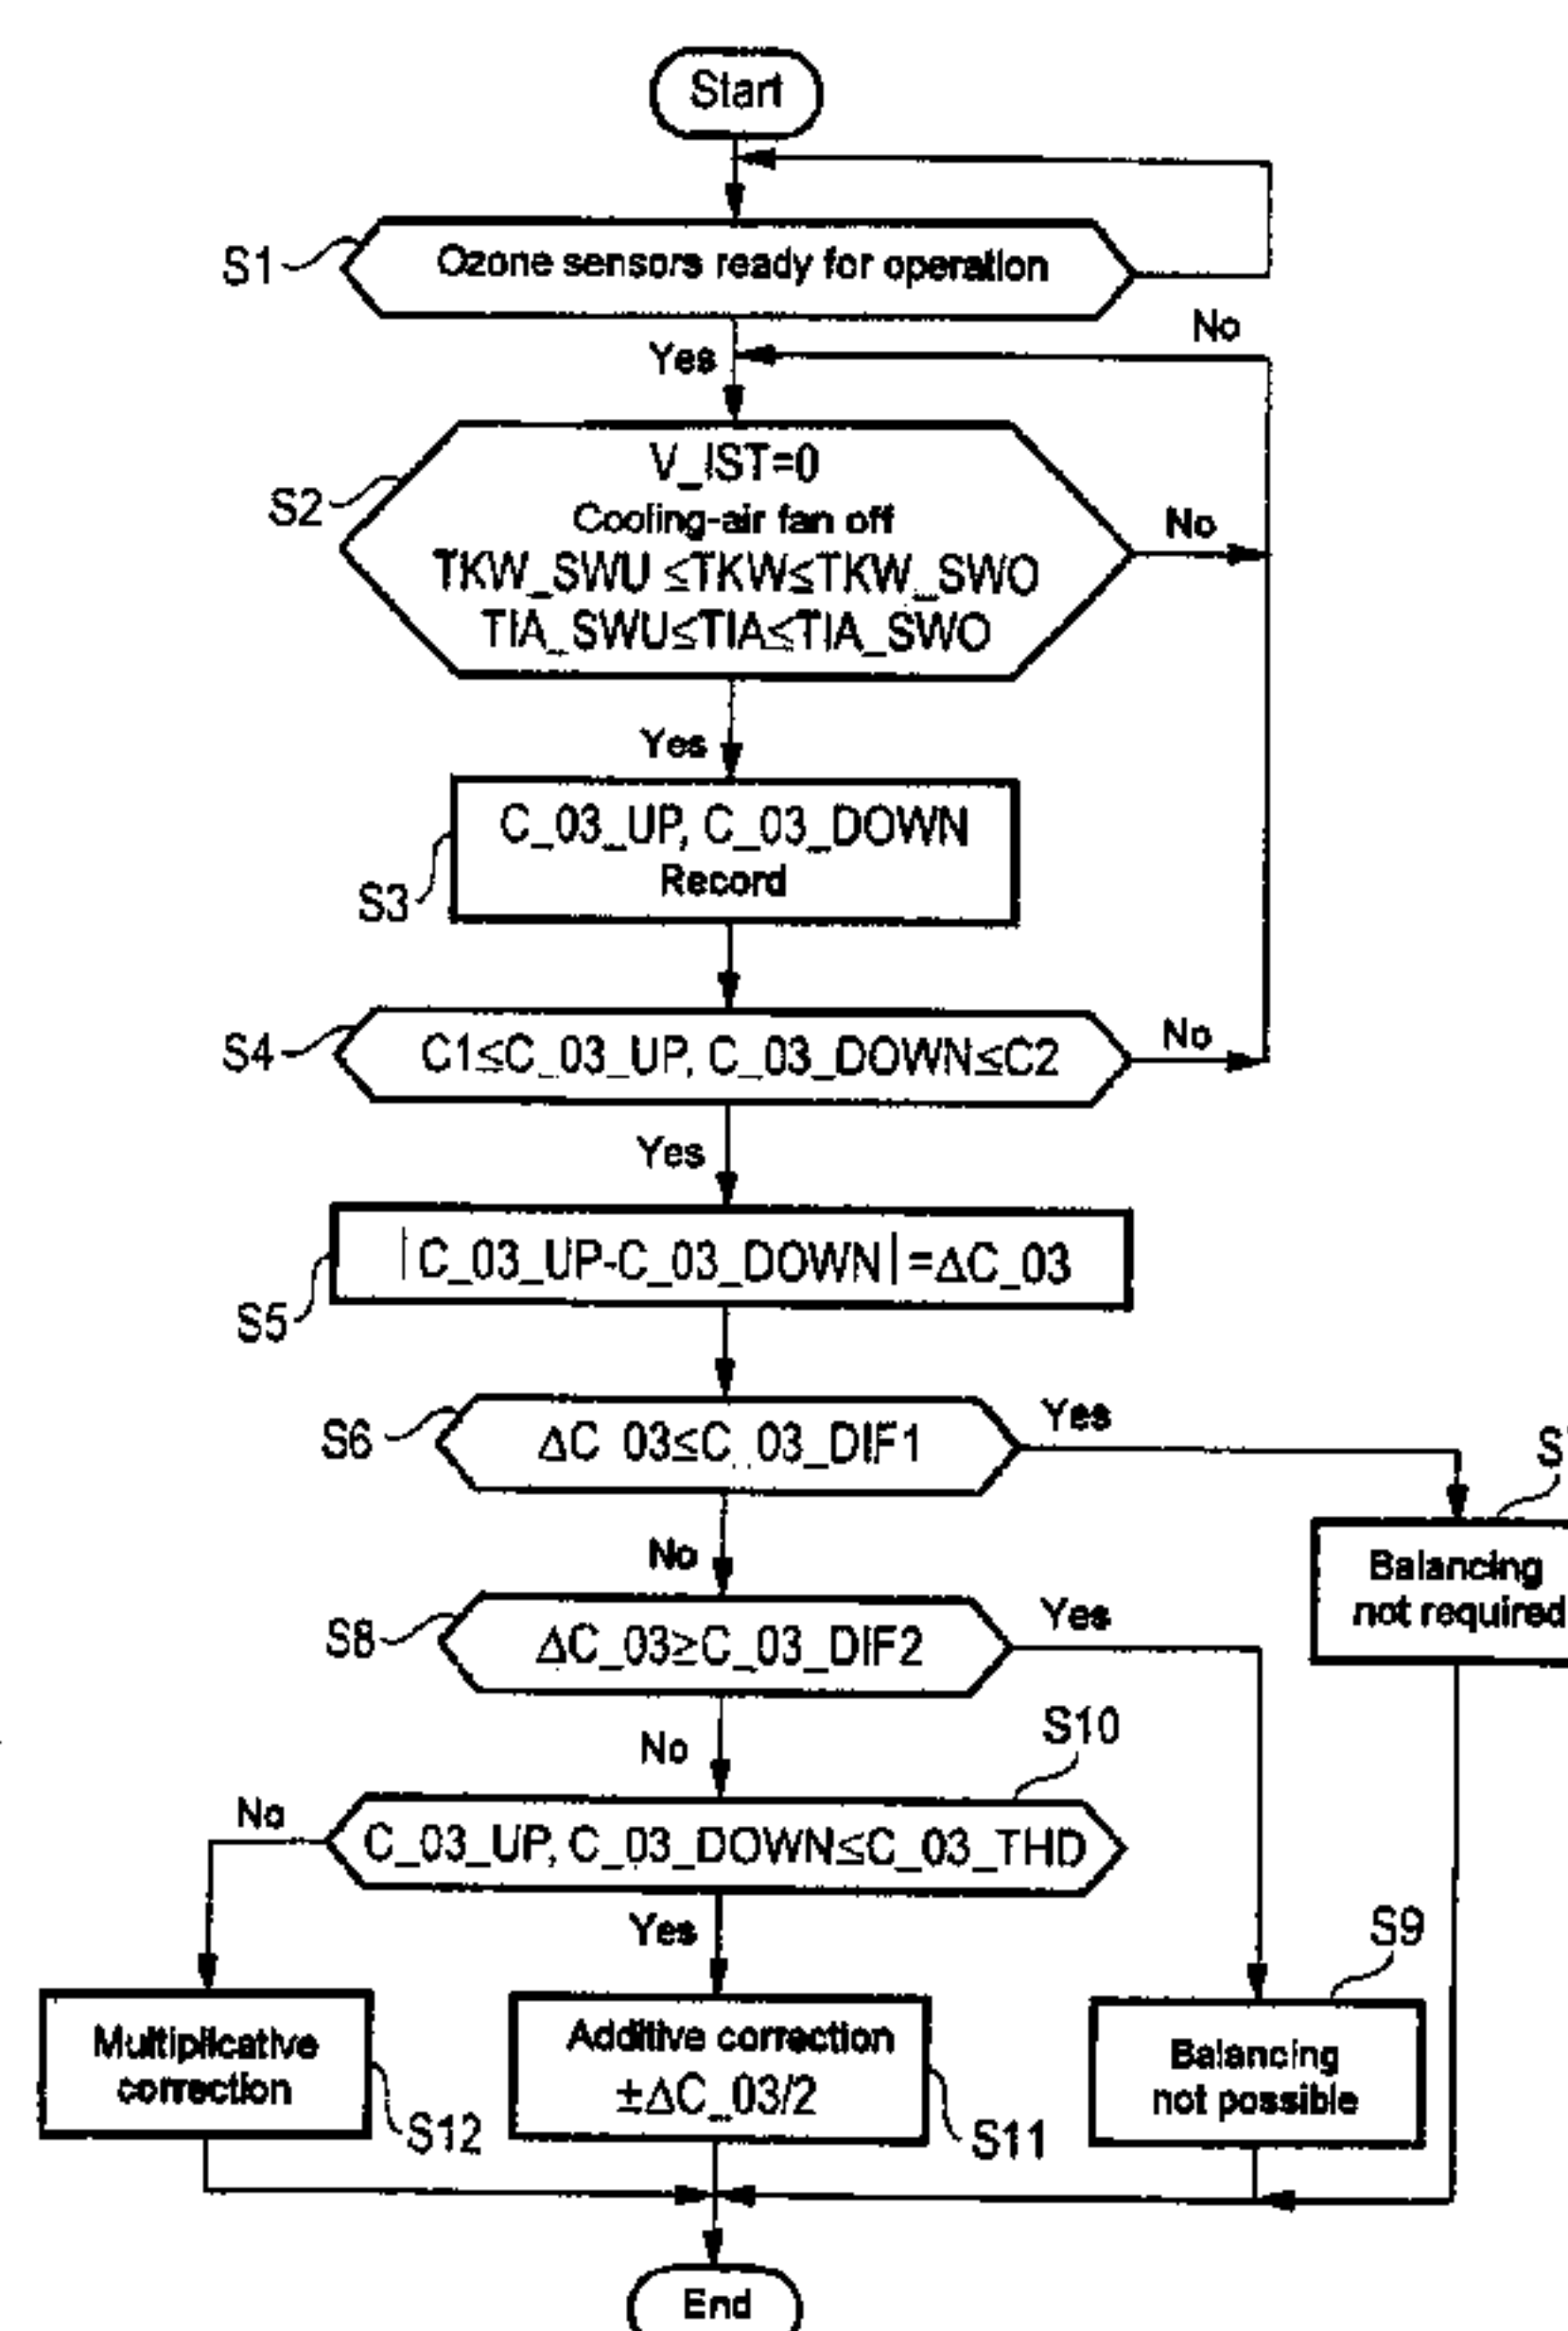 Start
S1
Ozone sensors ready for operation
No
Yes
S2
V_IST=0
Cooling-air fan off
TKW_SWU ≤TKW≤TKW_SWO
TIA_SWU≤TIA≤TIA_SWO
No
Yes
S3
C_03_UP, C_03_DOWN
Record
S4
C1≤C_03_UP, C_03_DOWN≤C2
No
Yes
S5
|C_03_UP-C_03_DOWN|=ΔC_03
S6
ΔC_03≤C_03_DIF1
Yes
No
Balancing
not required
S8
ΔC_03≥C_03_DIF2
Yes
No
S10
C_03_UP, C_03_DOWN≤C_03_THD
No
Yes
S9
Multiplicative
correction
S12
Additive correction
±ΔC_03/2
S11
Balancing
not possible
End